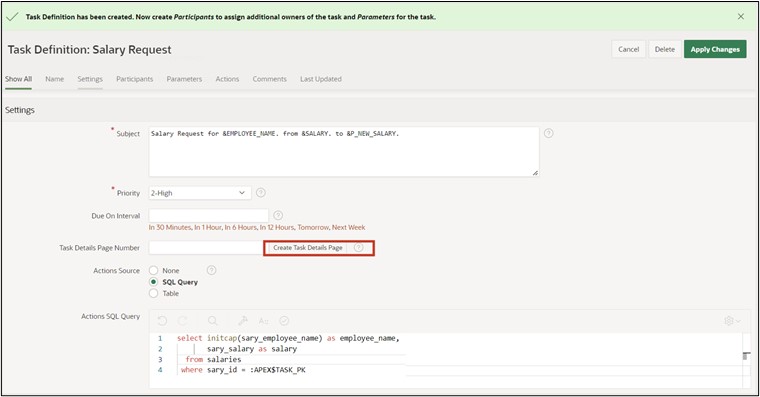 Task Definition has been created. Now create Participants to assign additional owners of the task and Parameters for the task.
Task Definition: Salary Request
Cancel
Delete
Apply Changes
Show All
Name
Settings
Participants
Parameters
Actions
Comments
Last Updated
Settings
* Subject
Salary Request for &EMPLOYEE_NAME. from &SALARY. to &P_NEW_SALARY.
* Priority
2-High
Due On Interval
In 30 Minutes, In 1 Hour, In 6 Hours, In 12 Hours, Tomorrow, Next Week
Task Details Page Number
Create Task Details Page
Actions Source
None
SQL Query
Table
Actions SQL Query
1 select initcap(sary_employee_name) as employee_name,
2 sary_salary as salary
3 from salaries
4 where sary_id = :APEX$TASK_PK